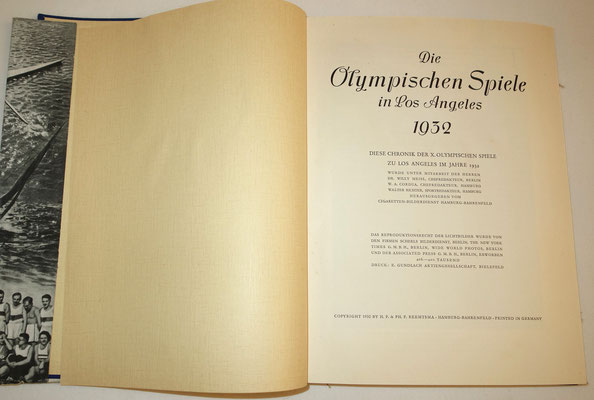 Die
Olympischen Spiele
in Los Angeles
1932
DIESE CHRONIK DER X. OLYMPISCHEN SPIELE
ZU LOS ANGELES IM JAHRE 1932
WURDE UNTER MITARBEIT DER HERREN
DR. WILLY MEISL, CHEFREDAKTEUR, BERLIN
W. A. CORDUA, CHEFREDAKTEUR, HAMBURG
WALTER RICHTER, SPORTREDAKTEUR, HAMBURG
HERAUSGEGEBEN VOM
CIGARETTEN-BILDERDIENST HAMBURG-BAHRENFELD
DAS REPRODUKTIONSRECHT DER LICHTBILDER WURDE VON
DEN FIRMEN SCHERLS BILDERDIENST, BERLIN, THE NEW YORK
TIMES G. M. B. H., BERLIN, WIDE WORLD PHOTOS, BERLIN
UND DER ASSOCIATED PRESS G. M. B. H., BERLIN, ERWORBEN
TAUSEND
DRUCK: E. GUNDLACH AKTIENGESELLSCHAFT, BIELEFELD
COPYRIGHT 1932 BY H. F. & PH. F. REEMTSMA · HAMBURG-BAHRENFELD · PRINTED IN GERMANY